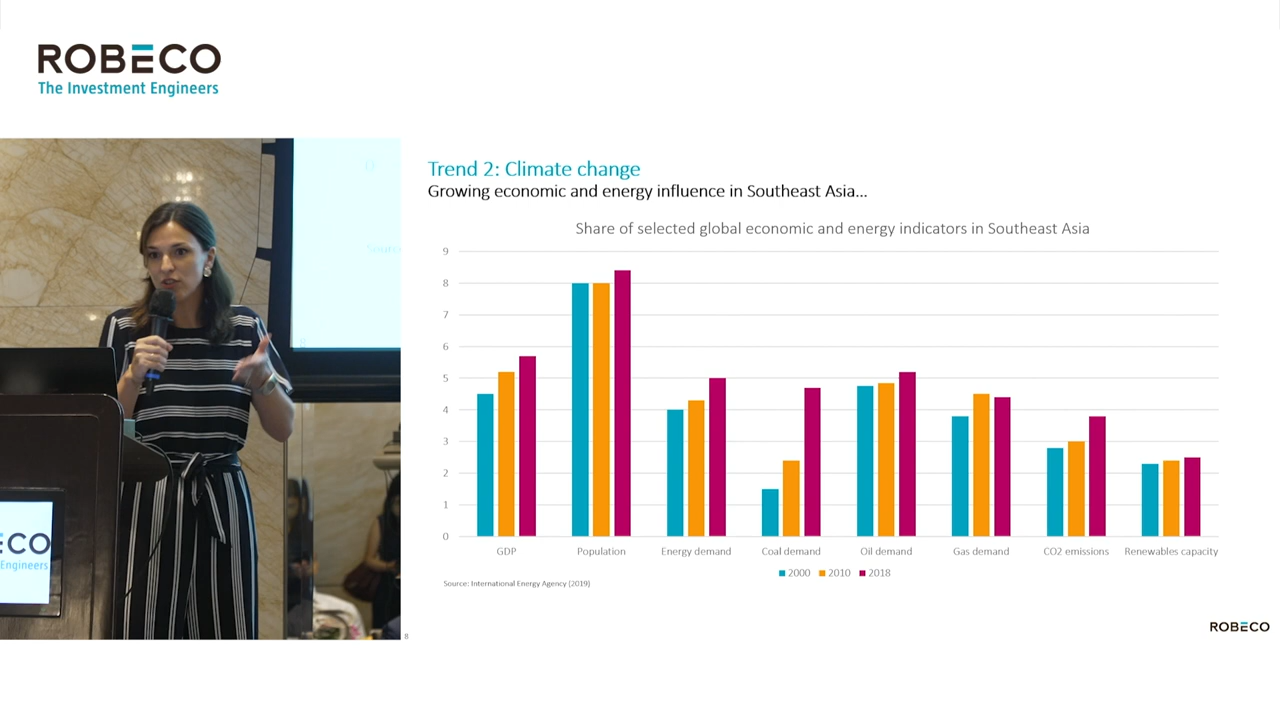 ROBECO
The Investment Engineers
Trend 2: Climate change
Growing economic and energy influence in Southeast Asia...
Share of selected global economic and energy indicators in Southeast Asia
9
8
7
6
5
4
3
2
1
0
GDP Population Energy demand Coal demand Oil demand Gas demand CO2 emissions Renewables capacity
2000 2010 2018
Source: International Energy Agency (2019)
8
ROBECO
ECO
Engineers